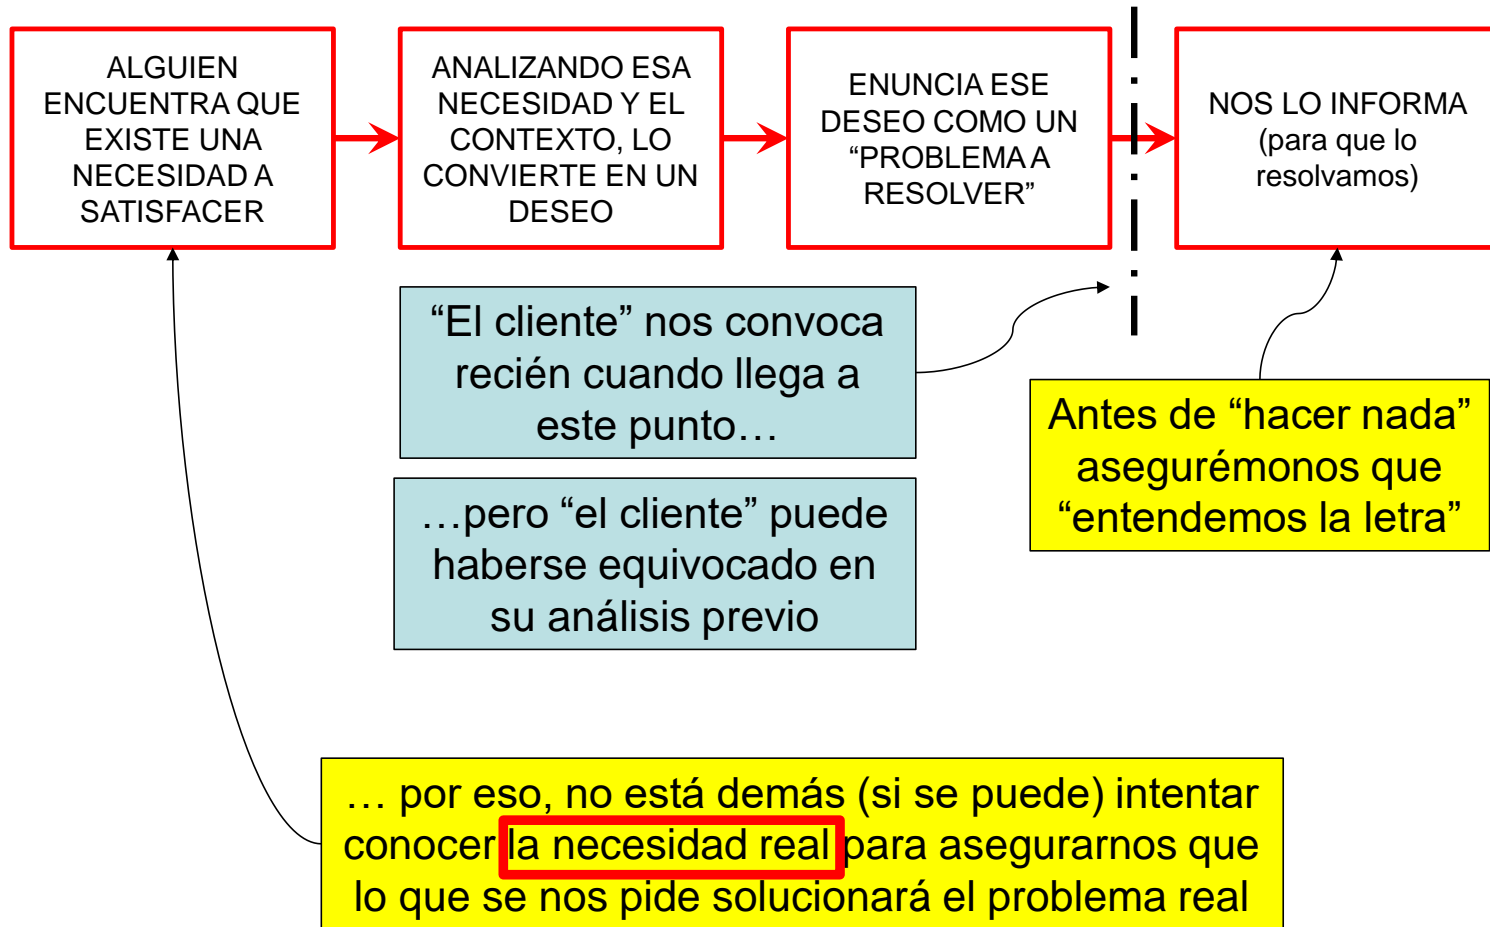 ALGUIEN
ENCUENTRA QUE
EXISTE UNA
NECESIDAD A
SATISFACER
ANALIZANDO ESA
NECESIDAD Y EL
CONTEXTO, LO
CONVIERTE EN UN
DESEO
ENUNCIA ESE
DESEO COMO UN
“PROBLEMA A
RESOLVER”
NOS LO INFORMA
(para que lo
resolvamos)
“El cliente” nos convoca
recién cuando llega a
este punto…
…pero “el cliente” puede
haberse equivocado en
su análisis previo
Antes de “hacer nada”
asegurémonos que
“entendemos la letra”
… por eso, no está demás (si se puede) intentar
conocer la necesidad real para asegurarnos que
lo que se nos pide solucionará el problema real